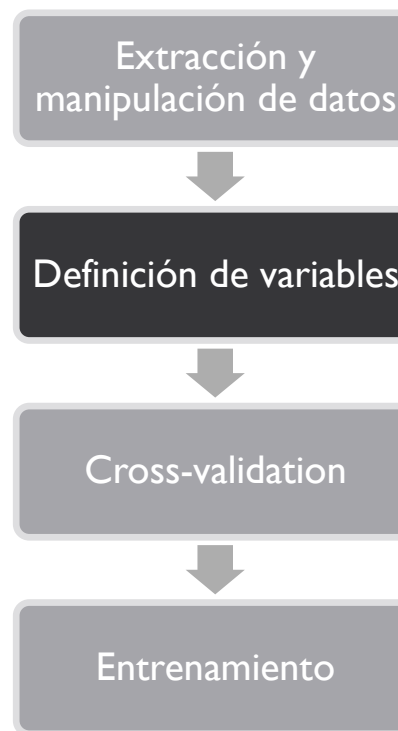 Extracción y
manipulación de datos
Definición de variables
Cross-validation
Entrenamiento